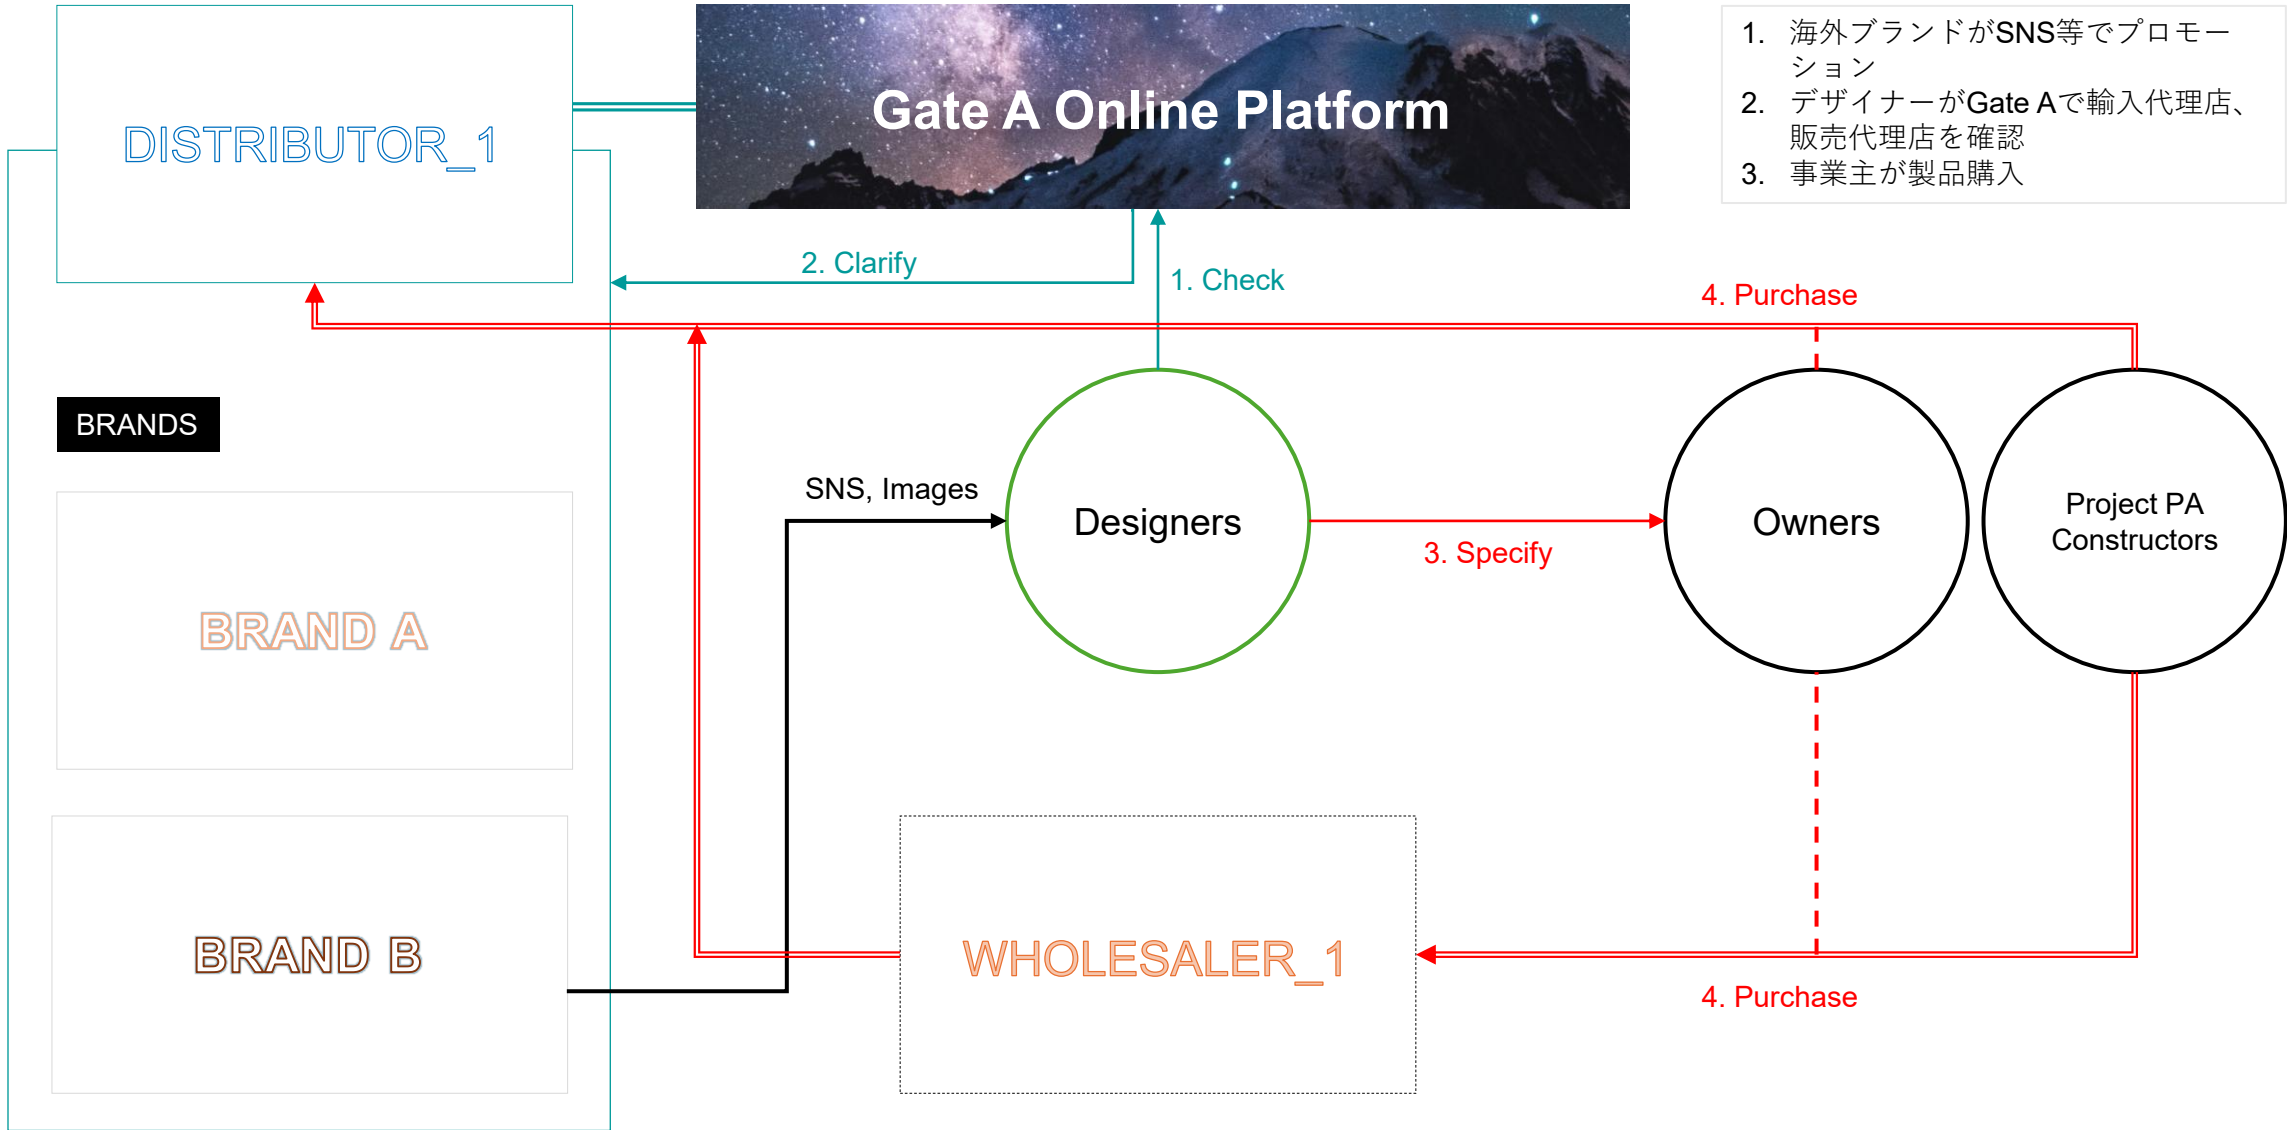 DISTRIBUTOR_1
Gate A Online Platform
1. 海外ブランドがSNS等でプロモー
ション
2. デザイナーがGate Aで輸入代理店、
販売代理店を確認
3. 事業主が製品購入
2. Clarify
1. Check
4. Purchase
BRANDS
SNS, Images
Designers
3. Specify
Owners
Project PA
Constructors
BRAND A
BRAND B
WHOLESALER_1
4. Purchase